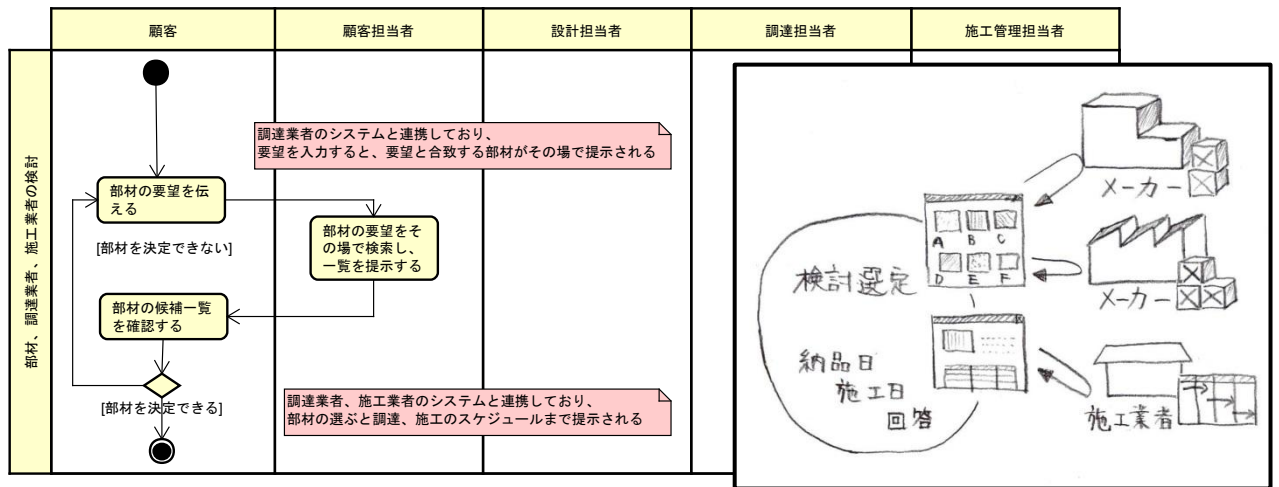 顧客
顧客担当者
設計担当者
調達担当者
施工管理担当者
部材、調達業者、施工業者の検討
調達業者のシステムと連携しており、
要望を入力すると、要望と合致する部材がその場で提示される
部材の要望を伝
える
[部材を決定できない]
部材の要望をそ
の場で検索し、
一覧を提示する
部材の候補一覧
を確認する
[部材を決定できる]
調達業者、施工業者のシステムと連携しており、
部材の選ぶと調達、施工のスケジュールまで提示される
メーカー
A B C
D E F
検討選定
メーカー
納品日
施工日
回答
施工業者